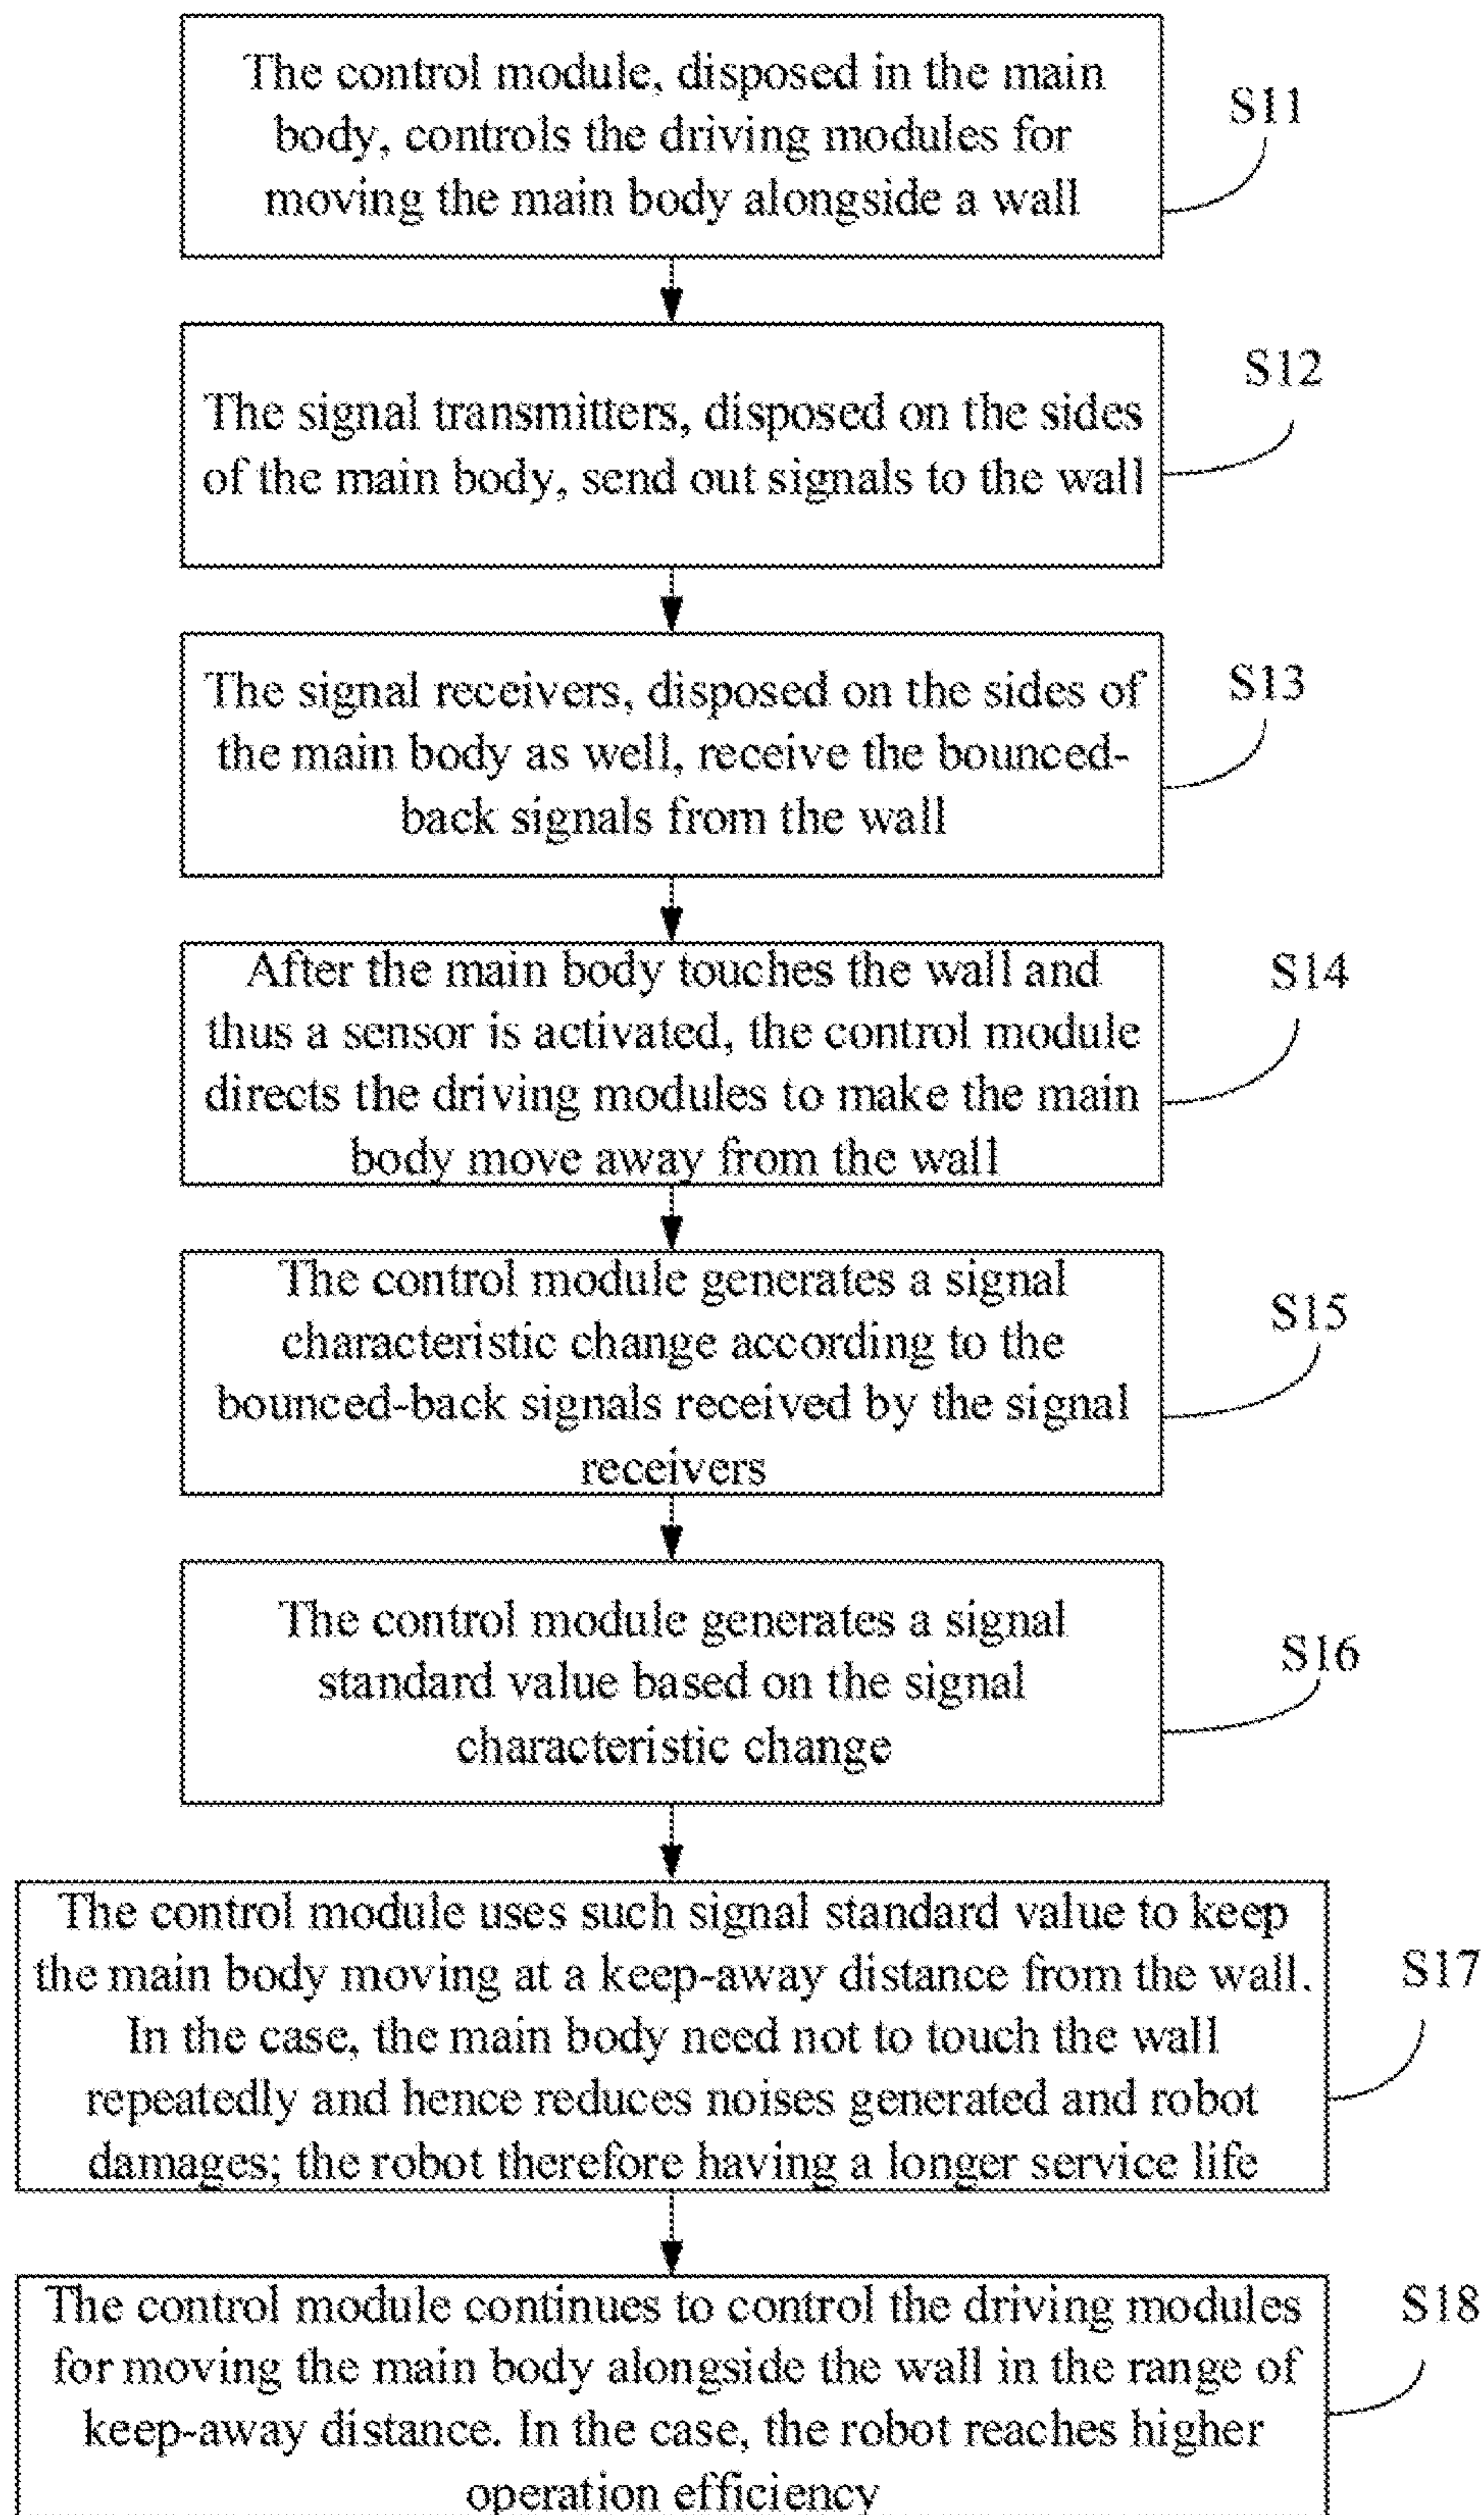 The control module, disposed in the main
body, controls the driving modules for
moving the main body alongside a wall
S11
The signal transmitters, disposed on the sides
of the main body, send out signals to the wall
S12
The signal receivers, disposed on the sides of
the main body as well, receive the bounced-
back signals from the wall
S13
After the main body touches the wall and
thus a sensor is activated, the control module
directs the driving modules to make the main
body move away from the wall
S14
The control module generates a signal
characteristic change according to the
bounced-back signals received by the signal
receivers
S15
The control module generates a signal
standard value based on the signal
characteristic change
S16
The control module uses such signal standard value to keep
the main body moving at a keep-away distance from the wall.
In the case, the main body need not to touch the wall
repeatedly and hence reduces noises generated and robot
damages; the robot therefore having a longer service life
S17
The control module continues to control the driving modules
for moving the main body alongside the wall in the range of
keep-away distance. In the case, the robot reaches higher
operation efficiency
S18